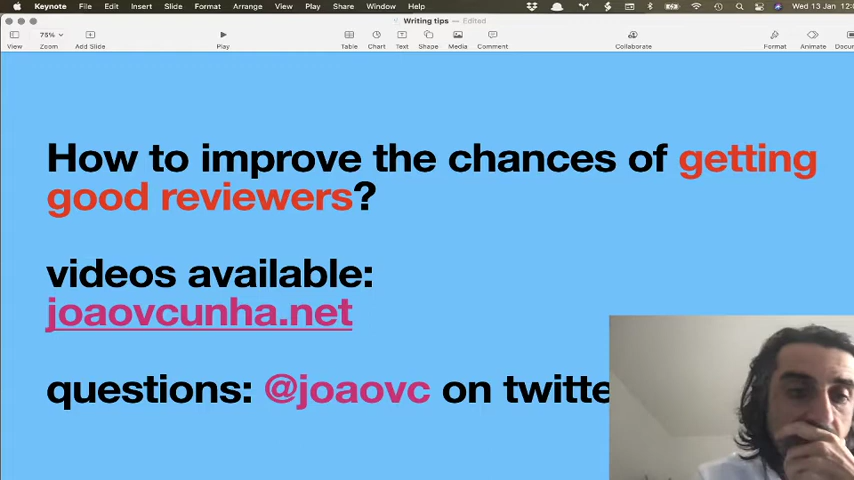 Keynote File Edit Insert Slide Format Arrange View Play Share Window Help Wed 13 Jan
Writing tips — Edited
75%
View Zoom Add Slide Play Table Chart Text Shape Media Comment Collaborate Format Animate
How to improve the chances of getting
good reviewers?
videos available:
joaovcunha.net
questions: @joaovc on twitte